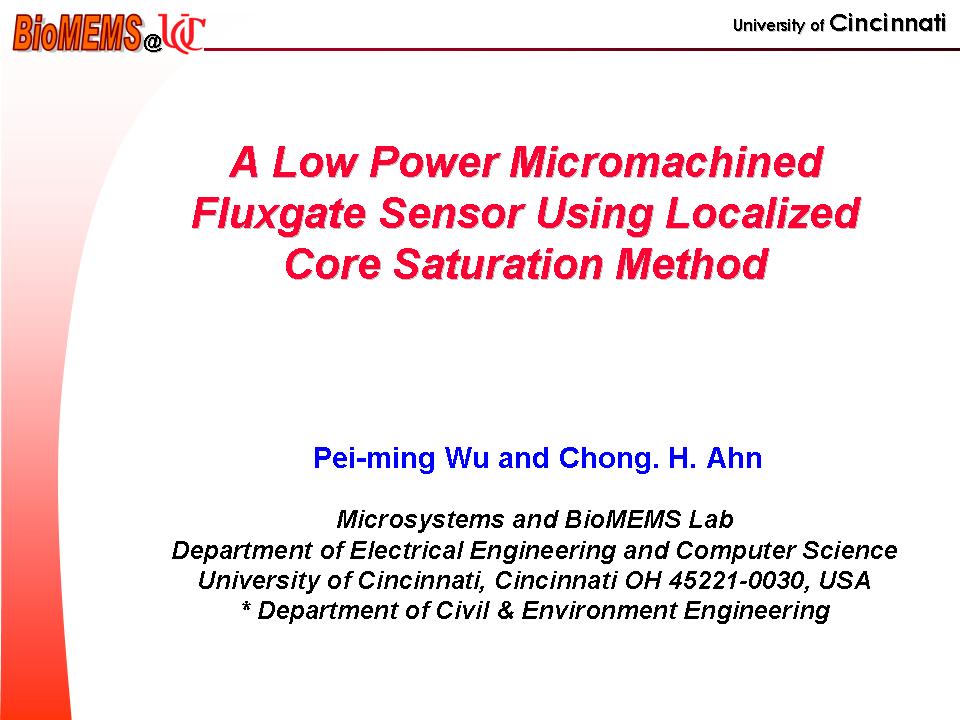 BioMEMS@UC
University of Cincinnati
A Low Power Micromachined
Fluxgate Sensor Using Localized
Core Saturation Method
Pei-ming Wu and Chong. H. Ahn
Microsystems and BioMEMS Lab
Department of Electrical Engineering and Computer Science
University of Cincinnati, Cincinnati OH 45221-0030, USA
* Department of Civil & Environment Engineering